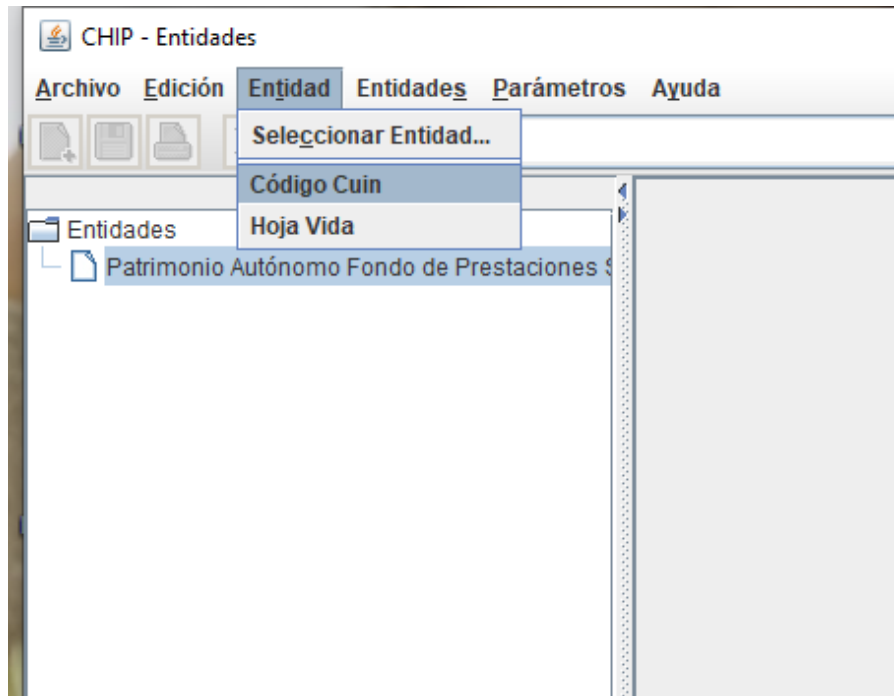 CHIP - Entidades
Archivo Edición Entidad Entidades Parámetros Ayuda
Seleccionar Entidad...
Código Cuin
Hoja Vida
Entidades
Patrimonio Autónomo Fondo de Prestaciones